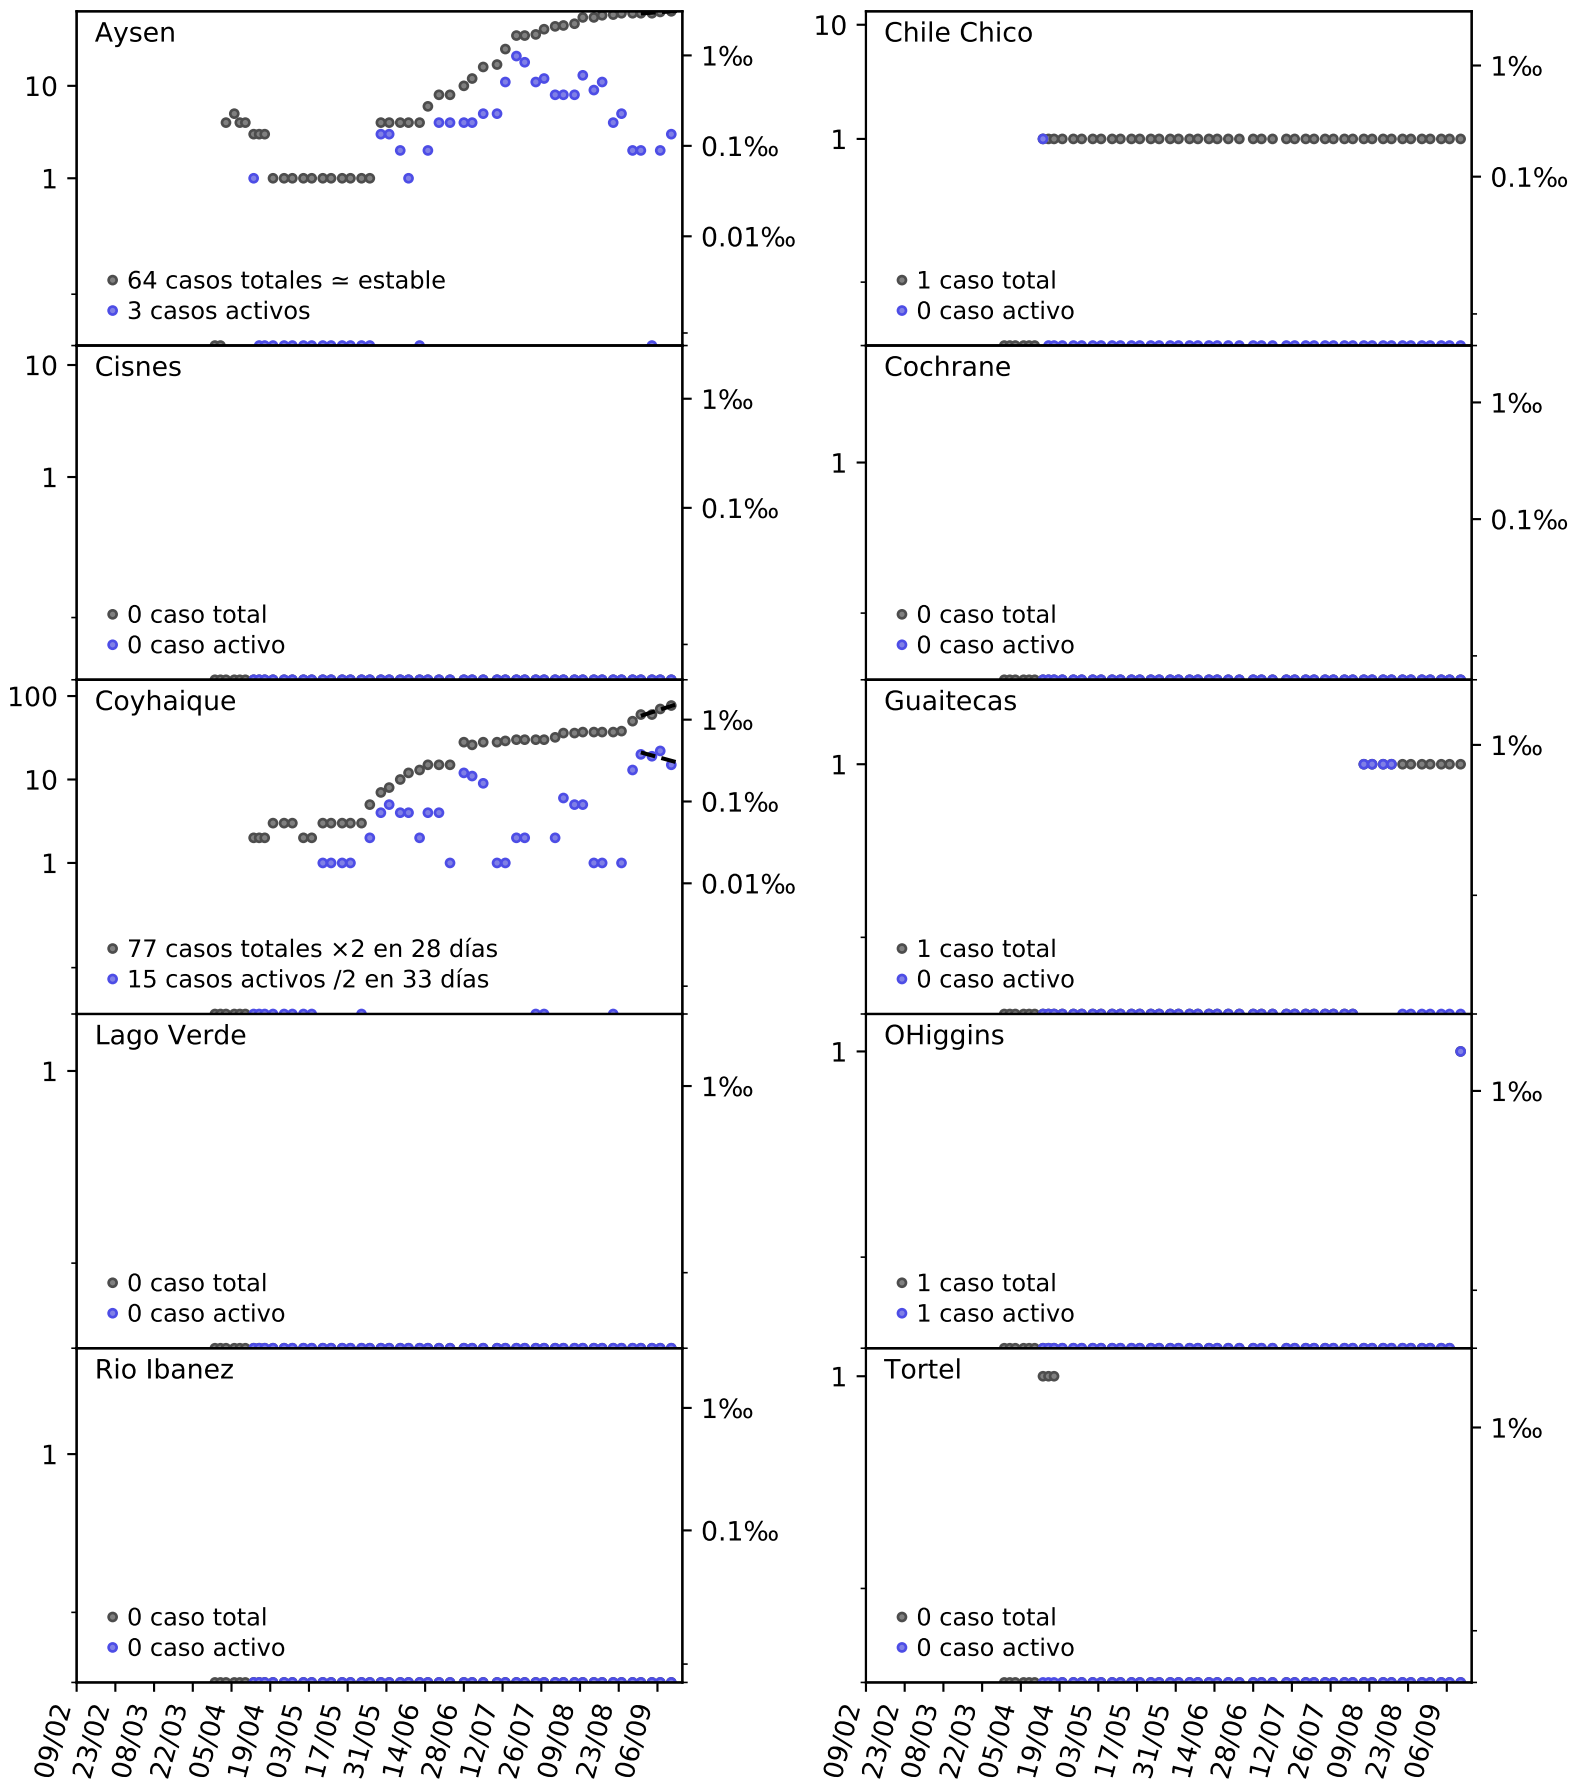 Aysen
10
1
1‰
0.1‰
0.01‰
64 casos totales ≃ estable
3 casos activos
Chile Chico
10
1
1‰
0.1‰
1 caso total
0 caso activo
Cisnes
10
1
1‰
0.1‰
0 caso total
0 caso activo
Cochrane
1
1‰
0.1‰
0 caso total
0 caso activo
Coyhaique
100
10
1
1‰
0.1‰
0.01‰
77 casos totales ×2 en 28 días
15 casos activos /2 en 33 días
Guaitecas
1
1‰
1 caso total
0 caso activo
Lago Verde
1
1‰
0 caso total
0 caso activo
OHiggins
1
1‰
1 caso total
1 caso activo
Rio Ibanez
1
1‰
0.1‰
0 caso total
0 caso activo
Tortel
1
1‰
0 caso total
0 caso activo
09/02 23/02 08/03 22/03 05/04 19/04 03/05 17/05 31/05 14/06 28/06 12/07 26/07 09/08 23/08 06/09
09/02 23/02 08/03 22/03 05/04 19/04 03/05 17/05 31/05 14/06 28/06 12/07 26/07 09/08 23/08 06/09